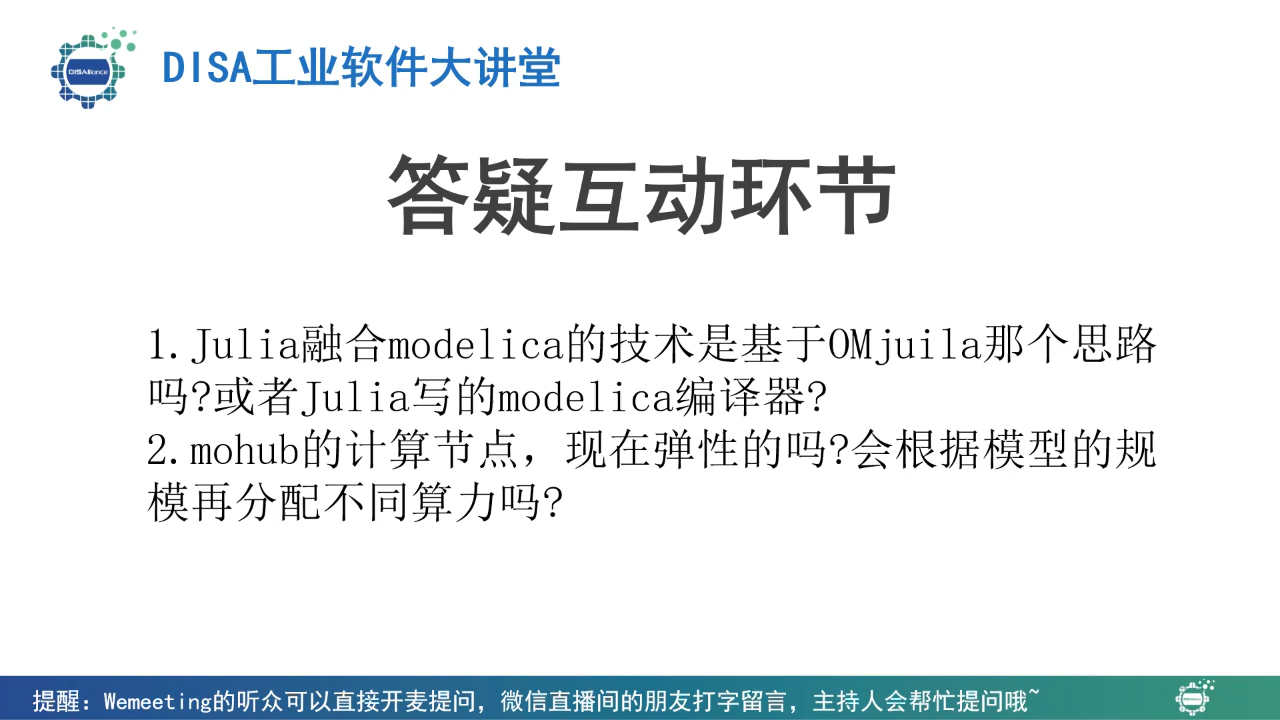 DISAlliance
DISA工业软件大讲堂
答疑互动环节
1.Julia融合modelica的技术是基于OMjuila那个思路
吗?或者Julia写的modelica编译器?
2.mohub的计算节点，现在弹性的吗?会根据模型的规
模再分配不同算力吗?
提醒：Wemeeting的听众可以直接开麦提问，微信直播间的朋友打字留言，主持人会帮忙提问哦~